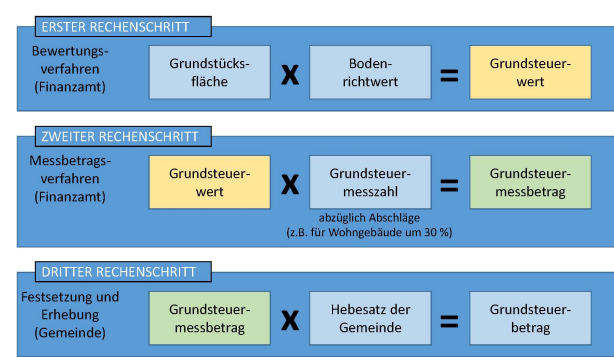 ERSTER RECHENSCHRITT
Bewertungs-
verfahren
(Finanzamt)
Grundstücks-
fläche
X
Boden-
richtwert
=
Grundsteuer-
wert
ZWEITER RECHENSCHRITT
Messbetrags-
verfahren
(Finanzamt)
Grundsteuer-
wert
X
Grundsteuer-
messzahl
=
Grundsteuer-
messbetrag
abzüglich Abschläge
(z.B. für Wohngebäude um 30 %)
DRITTER RECHENSCHRITT
Festsetzung und
Erhebung
(Gemeinde)
Grundsteuer-
messbetrag
X
Hebesatz der
Gemeinde
=
Grundsteuer-
betrag